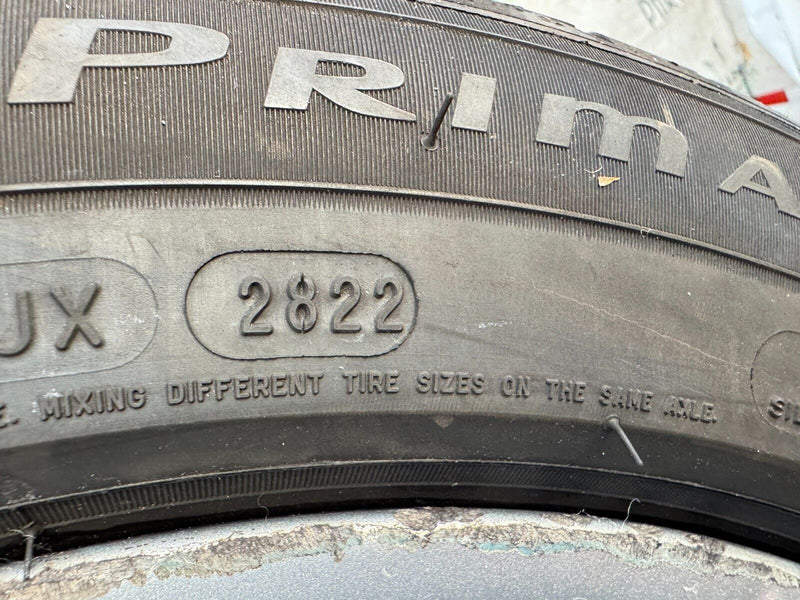 PRIMA
UX 2822
E. MIXING DIFFERENT TIRE SIZES ON THE SAME AXLE.